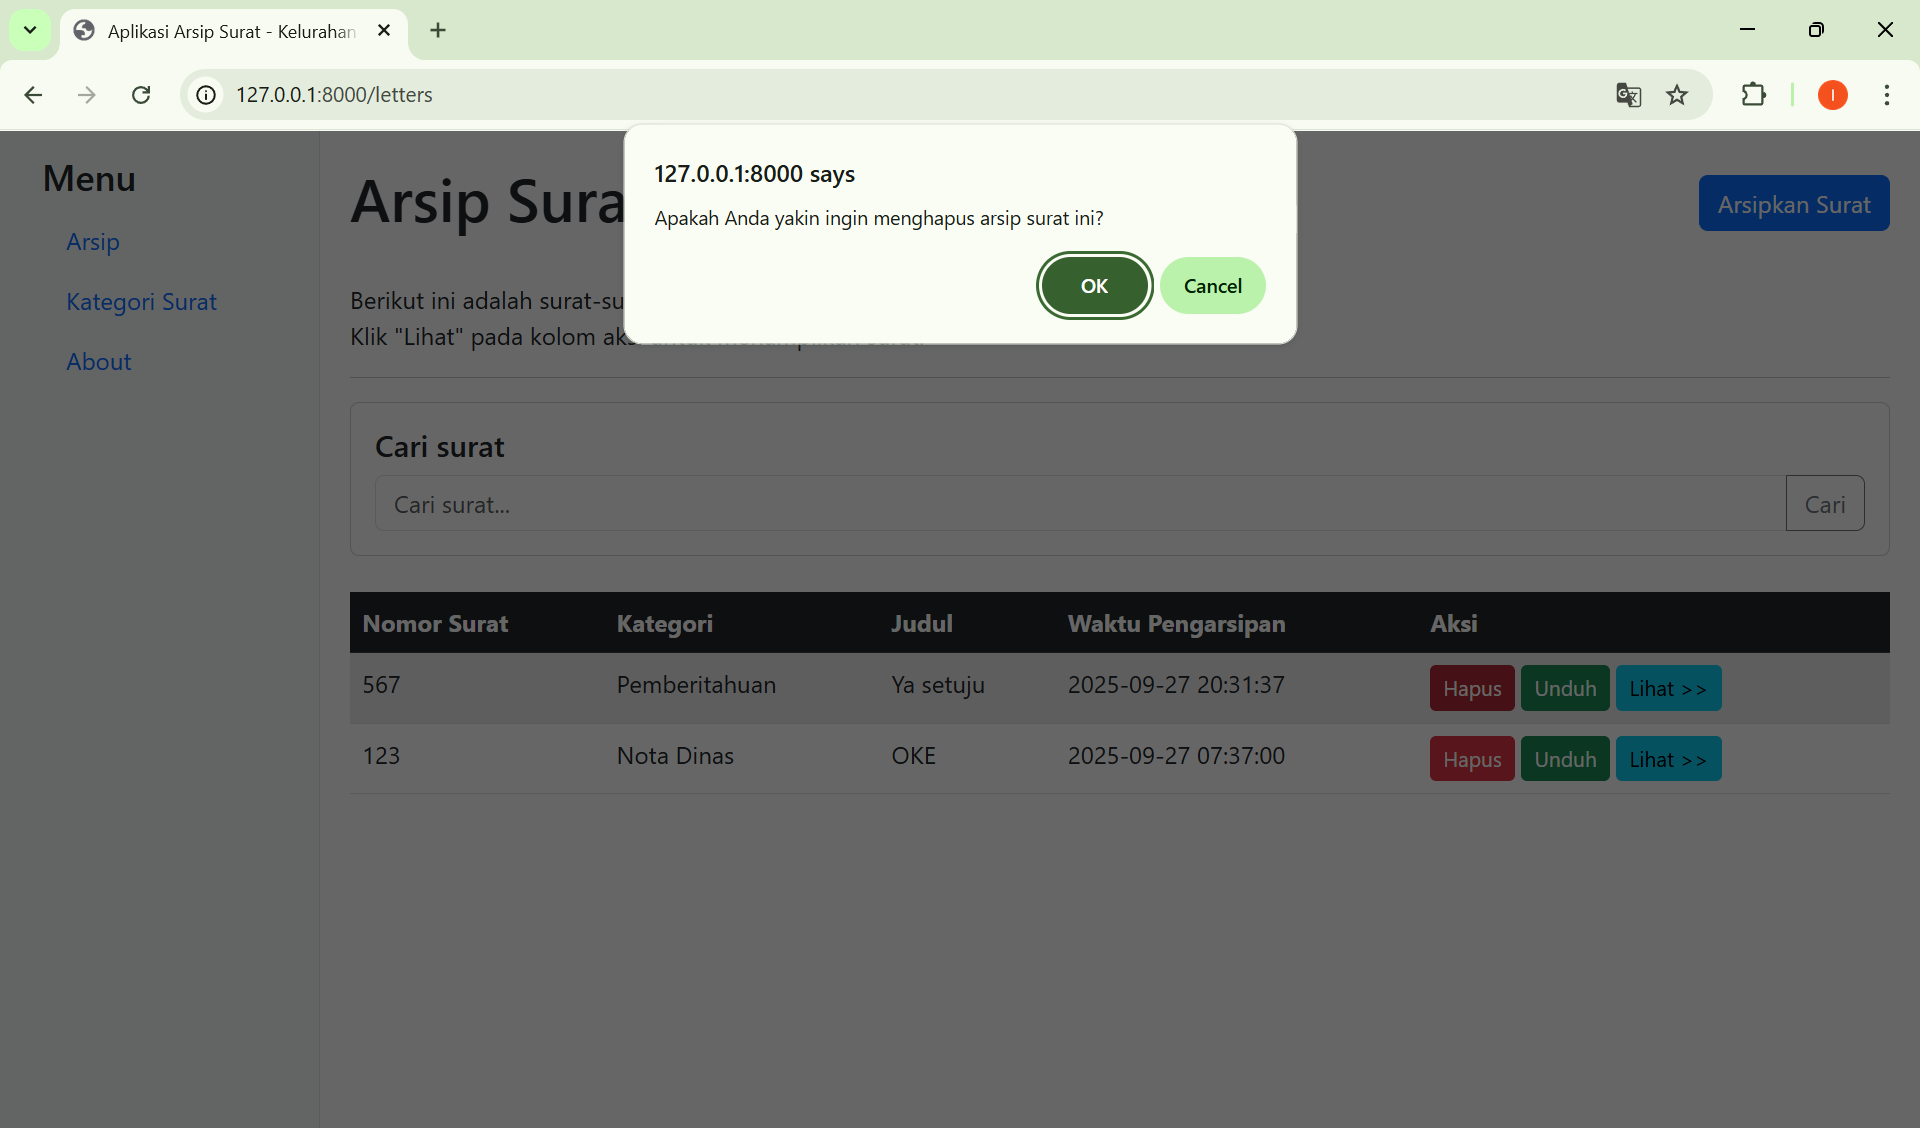 Aplikasi Arsip Surat - Kelurahan
127.0.0.1:8000/letters
I
127.0.0.1:8000 says
Apakah Anda yakin ingin menghapus arsip surat ini?
OK
Cancel
Menu
Arsip
Kategori Surat
About
Arsip Sura
Arsipkan Surat
Berikut ini adalah surat-su
Klik "Lihat" pada kolom aks
Cari surat
Cari surat...
Cari
Nomor Surat Kategori Judul Waktu Pengarsipan Aksi
567 Pemberitahuan Ya setuju 2025-09-27 20:31:37 Hapus Unduh Lihat >>
123 Nota Dinas OKE 2025-09-27 07:37:00 Hapus Unduh Lihat >>